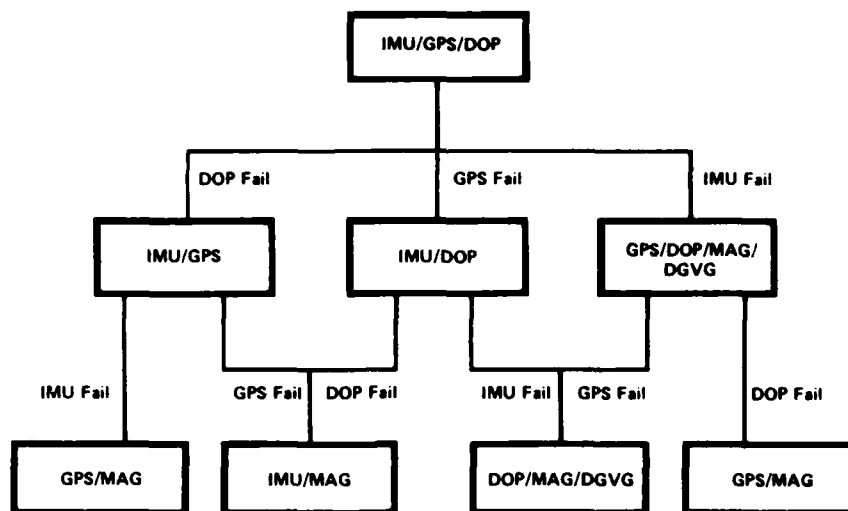 IMU/GPS/DOP
DOP Fail
GPS Fail
IMU Fail
IMU/GPS
IMU/DOP
GPS/DOP/MAG/
DGVG
IMU Fail
GPS Fail
DOP Fail
IMU Fail
GPS Fail
DOP Fail
GPS/MAG
IMU/MAG
DOP/MAG/DGVG
GPS/MAG